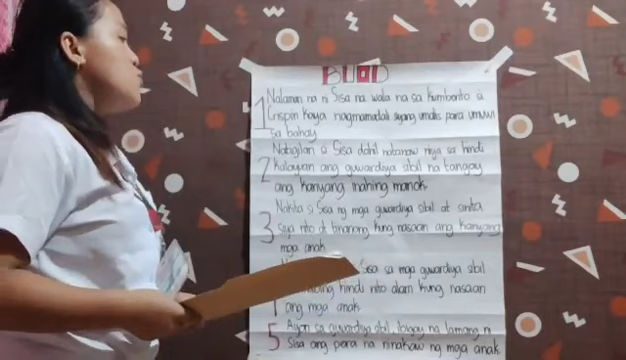 BUOD
1 Nalaman na ni Sisa na wala na sa kumbento si
Crispin kaya nagmamadali siyang umalis para umuwi
sa bahay
2 Nabiglan si Sisa dahil natanaw niya sa hindi
kalayuan ang guwardiya sibil na tangay
ang kanyang inahing manok
3 Nakita si Sisa ng mga guwardiya sibil at sinita
siya nito at tinanong kung nasaan ang kanyang
mga anak
Sisa sa mga guwardiya sibil
hindi nito alam kung nasaan
ang mga anak
5 Ayon sa guwardiya sibil, ibigay na lamang ni
Sisa ang pera na ninakaw ng mga anak